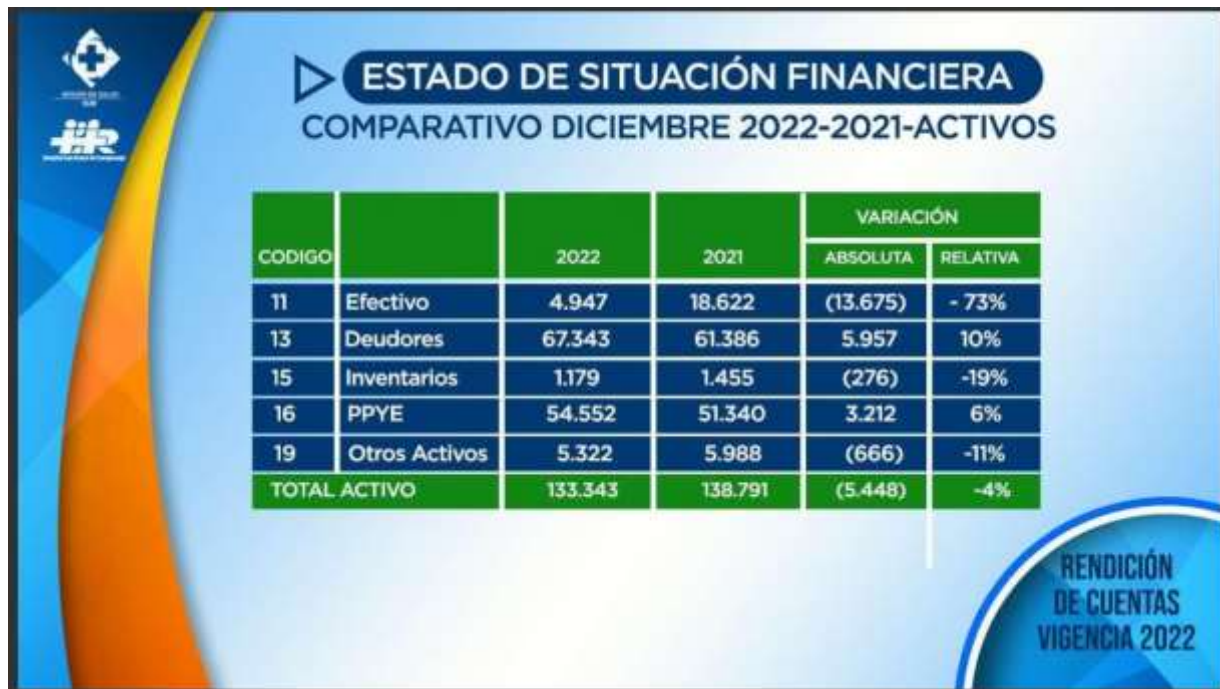 ESTADO DE SITUACIÓN FINANCIERA
COMPARATIVO DICIEMBRE 2022-2021-ACTIVOS
CODIGO 2022 2021 VARIACIÓN
ABSOLUTA RELATIVA
11 Efectivo 4.947 18.622 (13.675) - 73%
13 Deudores 67.343 61.386 5.957 10%
15 Inventarios 1.179 1.455 (276) -19%
16 PPYE 54.552 51.340 3.212 6%
19 Otros Activos 5.322 5.988 (666) -11%
TOTAL ACTIVO 133.343 138.791 (5.448) -4%
RENDICIÓN
DE CUENTAS
VIGENCIA 2022